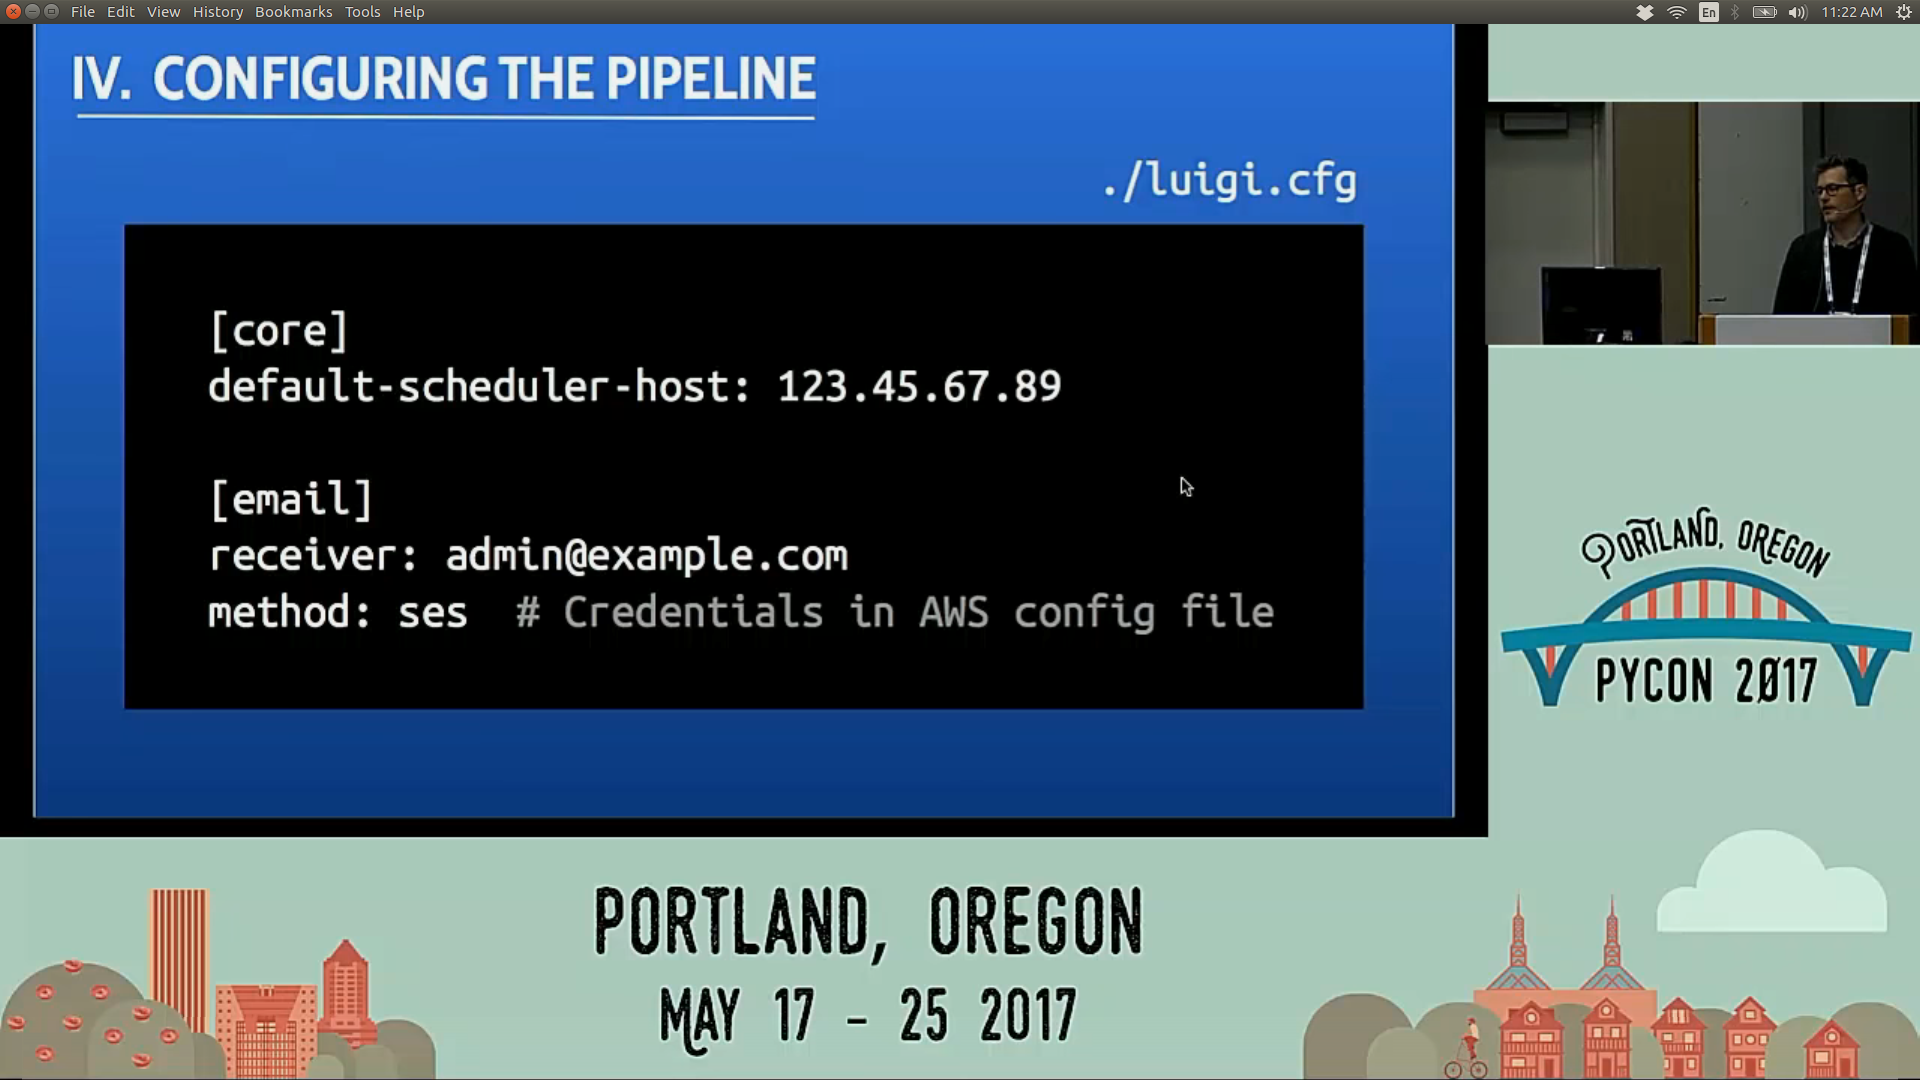 File Edit View History Bookmarks Tools Help
En
11:22 AM
IV. CONFIGURING THE PIPELINE
./luigi.cfg
[core]
default-scheduler-host: 123.45.67.89
[email]
receiver: admin@example.com
method: ses # Credentials in AWS config file
PORTLAND, OREGON
PYCON 2017
PORTLAND, OREGON
MAY 17 - 25 2017